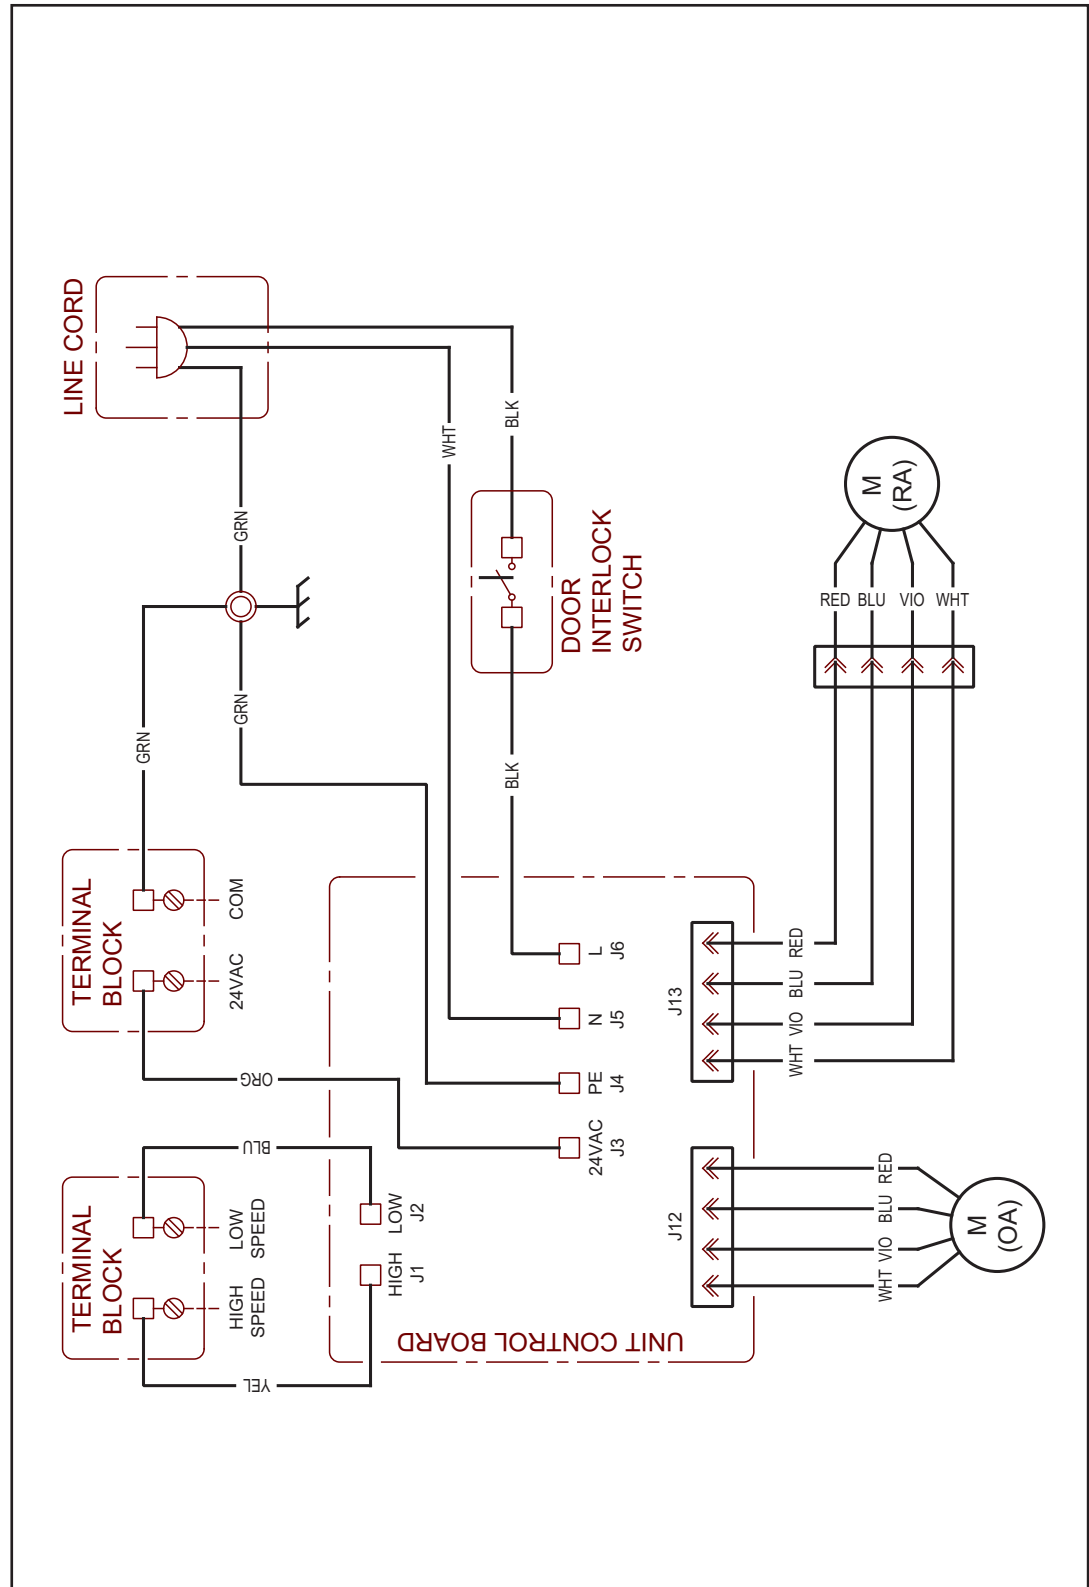 LINE CORD
GRN
WHT
BLK
GRN
GRN
DOOR
INTERLOCK
SWITCH
BLK
TERMINAL
BLOCK
COM
24VAC
ORG
TERMINAL
BLOCK
LOW
SPEED
HIGH
SPEED
BLU
YEL
UNIT CONTROL BOARD
L
J6
N
J5
PE
J4
24VAC
J3
LOW
J2
HIGH
J1
J13
RED
BLU
VIO
WHT
J12
RED
BLU
VIO
WHT
M
(OA)
RED
BLU
VIO
WHT
M
(RA)